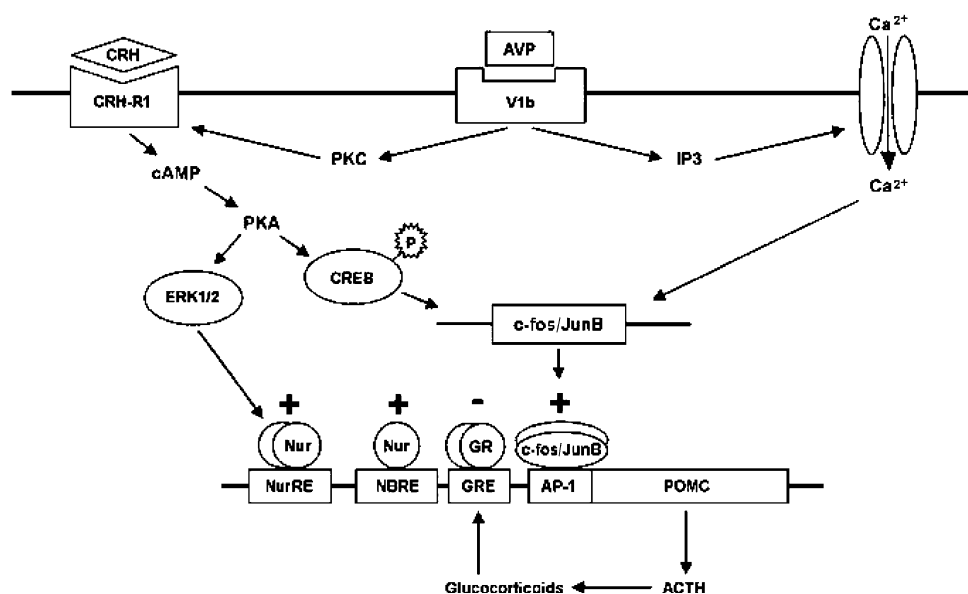 CRH
CRH-R1
AVP
V1b
Ca2+
PKC
IP3
cAMP
Ca2+
PKA
P
CREB
ERK1/2
c-fos/JunB
+ + - +
Nur Nur GR c-fos/JunB
NurRE NBRE GRE AP-1 POMC
Glucocorticoids ACTH